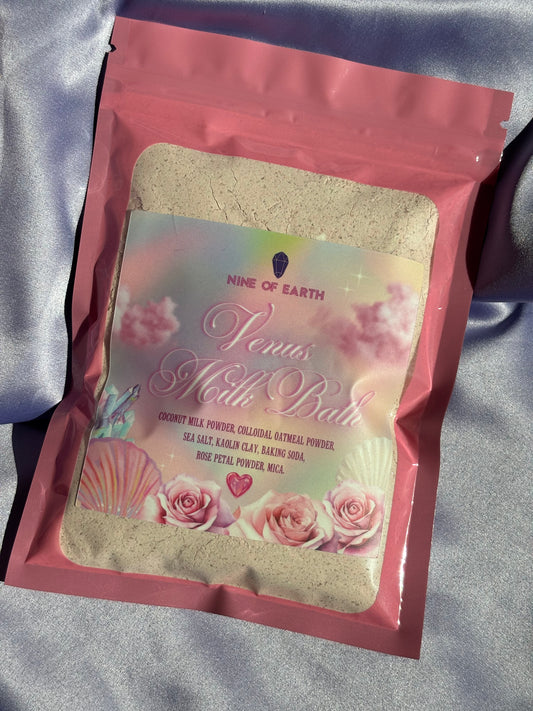 NINE OF EARTH
Venus
Milk Bath
COCONUT MILK POWDER, COLLOIDAL OATMEAL POWDER,
SEA SALT, KAOLIN CLAY, BAKING SODA,
ROSE PETAL POWDER, MICA.